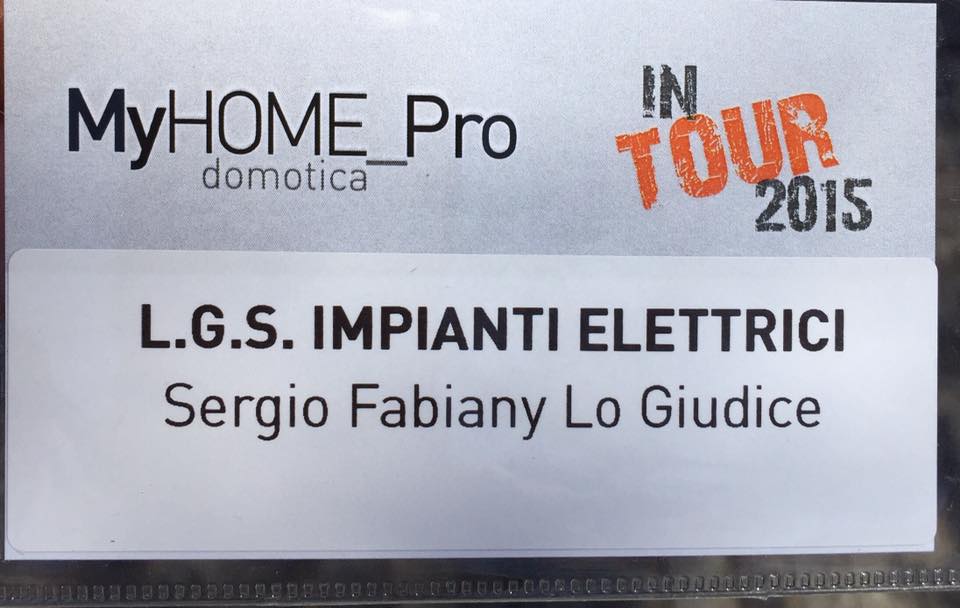 MyHOME_Pro
domotica
IN
TOUR
2015
L.G.S. IMPIANTI ELETTRICI
Sergio Fabiany Lo Giudice